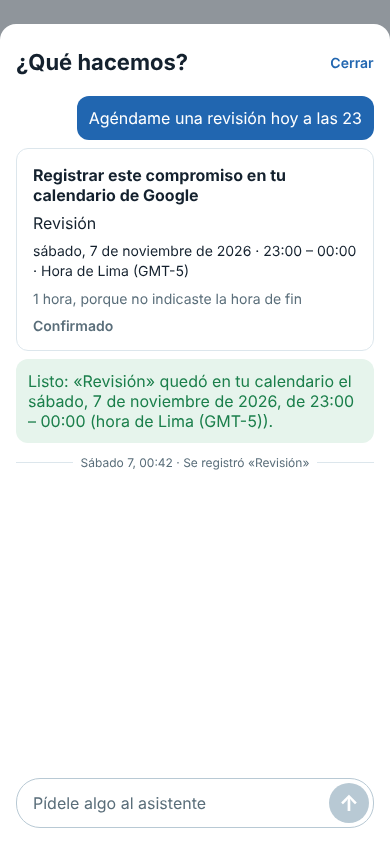 ¿Qué hacemos?
Cerrar
Agéndame una revisión hoy a las 23
Registrar este compromiso en tu
calendario de Google
Revisión
sábado, 7 de noviembre de 2026 · 23:00 – 00:00
· Hora de Lima (GMT-5)
1 hora, porque no indicaste la hora de fin
Confirmado
Listo: «Revisión» quedó en tu calendario el
sábado, 7 de noviembre de 2026, de 23:00
– 00:00 (hora de Lima (GMT-5)).
Sábado 7, 00:42 · Se registró «Revisión»
Pídele algo al asistente